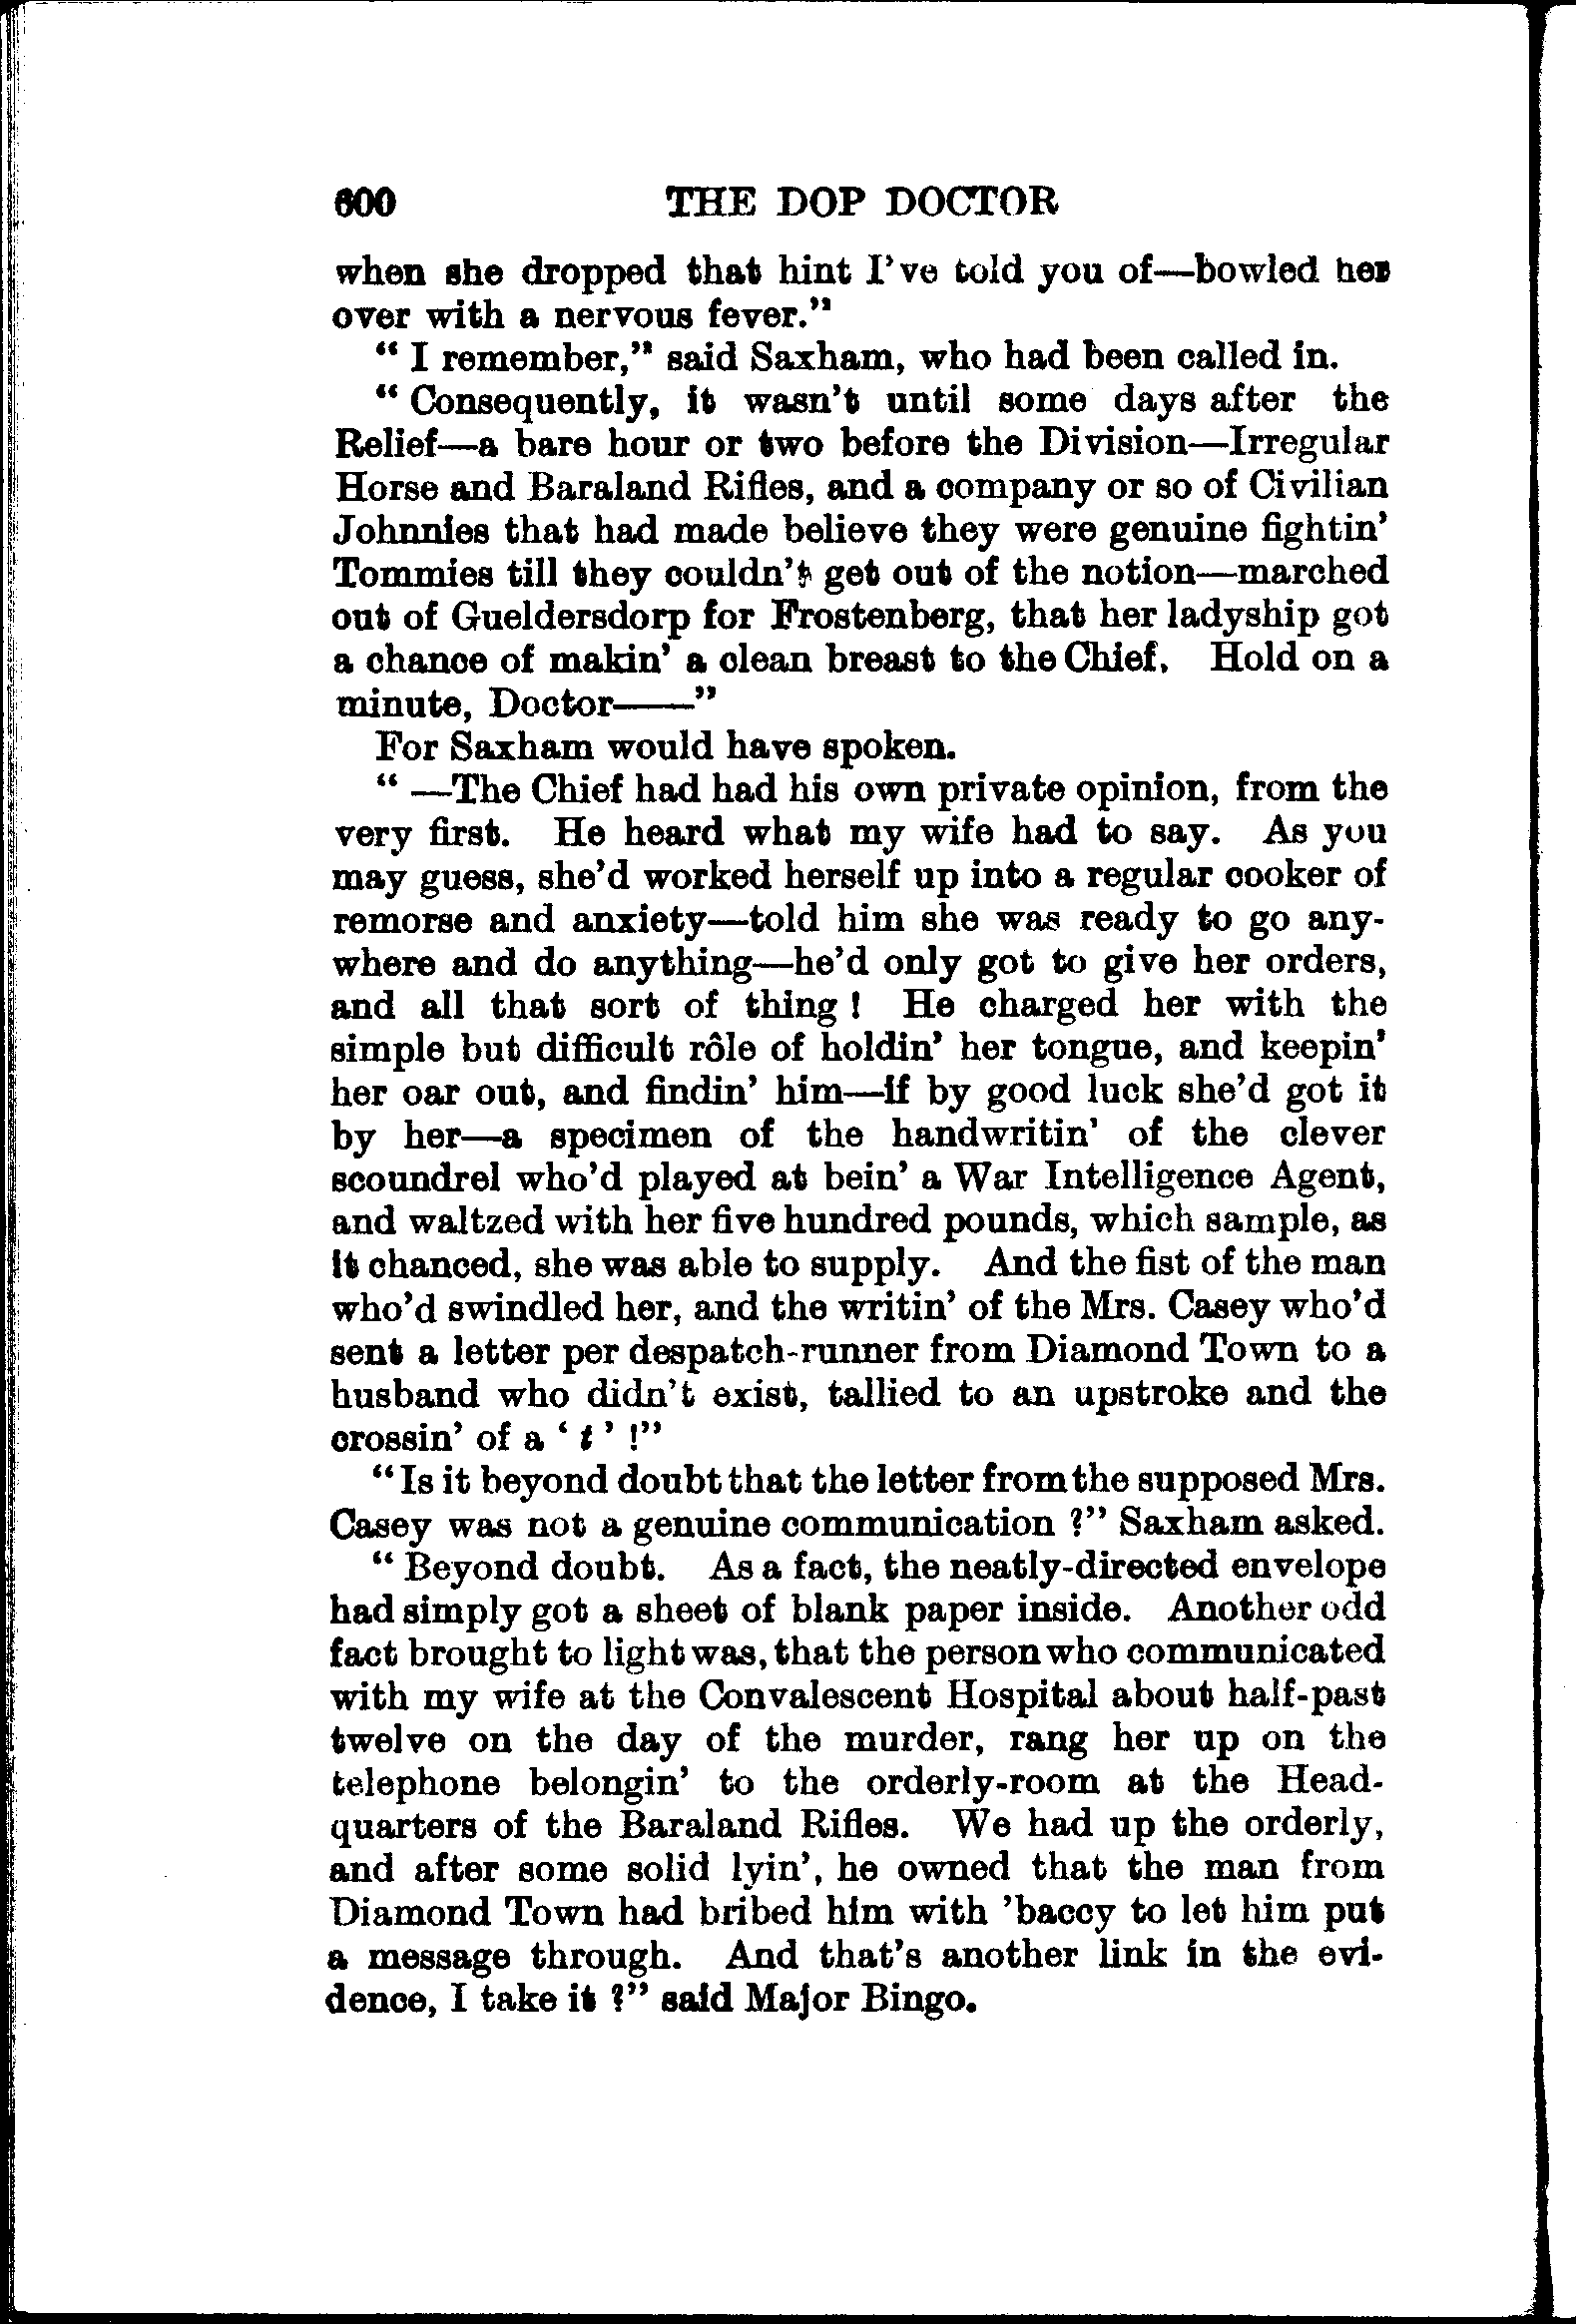 600 THE DOP DOCTOR
when she dropped that hint I've told you of—bowled her
over with a nervous fever."
" I remember," said Saxham, who had been called in.
" Consequently, it wasn't until some days after the
Relief—a bare hour or two before the Division—Irregular
Horse and Baraland Rifles, and a company or so of Civilian
Johnnies that had made believe they were genuine fightin'
Tommies till they couldn't get out of the notion—marched
out of Gueldersdorp for Frostenberg, that her ladyship got
a chance of makin' a clean breast to the Chief. Hold on a
minute, Doctor——"
For Saxham would have spoken.
" —The Chief had had his own private opinion, from the
very first. He heard what my wife had to say. As you
may guess, she'd worked herself up into a regular cooker of
remorse and anxiety—told him she was ready to go any-
where and do anything—he'd only got to give her orders,
and all that sort of thing ! He charged her with the
simple but difficult rôle of holdin' her tongue, and keepin'
her oar out, and findin' him—if by good luck she'd got it
by her—a specimen of the handwritin' of the clever
scoundrel who'd played at bein' a War Intelligence Agent,
and waltzed with her five hundred pounds, which sample, as
it chanced, she was able to supply. And the fist of the man
who'd swindled her, and the writin' of the Mrs. Casey who'd
sent a letter per despatch-runner from Diamond Town to a
husband who didn't exist, tallied to an upstroke and the
crossin' of a ' t ' !"
"Is it beyond doubt that the letter from the supposed Mrs.
Casey was not a genuine communication ?" Saxham asked.
" Beyond doubt. As a fact, the neatly-directed envelope
had simply got a sheet of blank paper inside. Another odd
fact brought to light was, that the person who communicated
with my wife at the Convalescent Hospital about half-past
twelve on the day of the murder, rang her up on the
telephone belongin' to the orderly-room at the Head-
quarters of the Baraland Rifles. We had up the orderly,
and after some solid lyin', he owned that the man from
Diamond Town had bribed him with 'baccy to let him put
a message through. And that's another link in the evi-
dence, I take it ?" said Major Bingo.